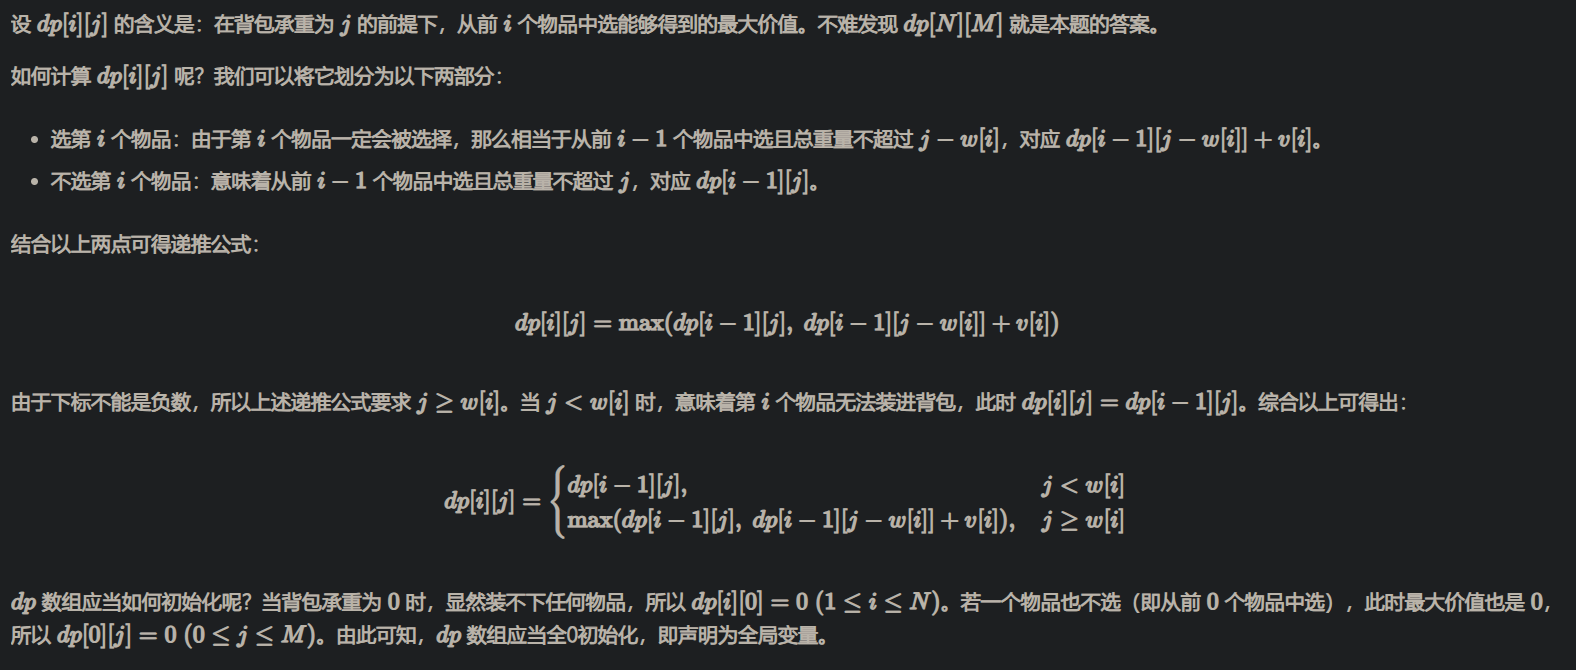 设 dp[i][j] 的含义是：在背包承重为 j 的前提下，从前 i 个物品中选能够得到的最大价值。不难发现 dp[N][M] 就是本题的答案。
如何计算 dp[i][j] 呢？我们可以将它划分为以下两部分：
• 选第 i 个物品：由于第 i 个物品一定会被选择，那么相当于从前 i − 1 个物品中选且总重量不超过 j − w[i]，对应 dp[i − 1][j − w[i]] + v[i]。
• 不选第 i 个物品：意味着从前 i − 1 个物品中选且总重量不超过 j，对应 dp[i − 1][j]。
结合以上两点可得递推公式：
dp[i][j] = max(dp[i − 1][j], dp[i − 1][j − w[i]] + v[i])
由于下标不能是负数，所以上述递推公式要求 j ≥ w[i]。当 j < w[i] 时，意味着第 i 个物品无法装进背包，此时 dp[i][j] = dp[i − 1][j]。综合以上可得出：
dp[i][j] = { dp[i − 1][j], j < w[i]
max(dp[i − 1][j], dp[i − 1][j − w[i]] + v[i]), j ≥ w[i]
dp 数组应当如何初始化呢？当背包承重为 0 时，显然装不下任何物品，所以 dp[i][0] = 0 (1 ≤ i ≤ N)。若一个物品也不选（即从前 0 个物品中选），此时最大价值也是 0，
所以 dp[0][j] = 0 (0 ≤ j ≤ M)。由此可知，dp 数组应当全0初始化，即声明为全局变量。